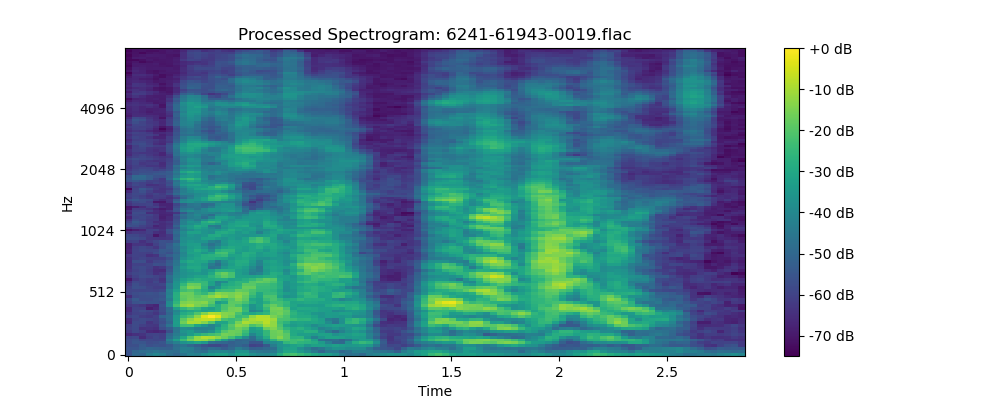 Processed Spectrogram: 6241-61943-0019.flac
Hz
4096
2048
1024
512
0
0 0.5 1 1.5 2 2.5
Time
+0 dB
-10 dB
-20 dB
-30 dB
-40 dB
-50 dB
-60 dB
-70 dB